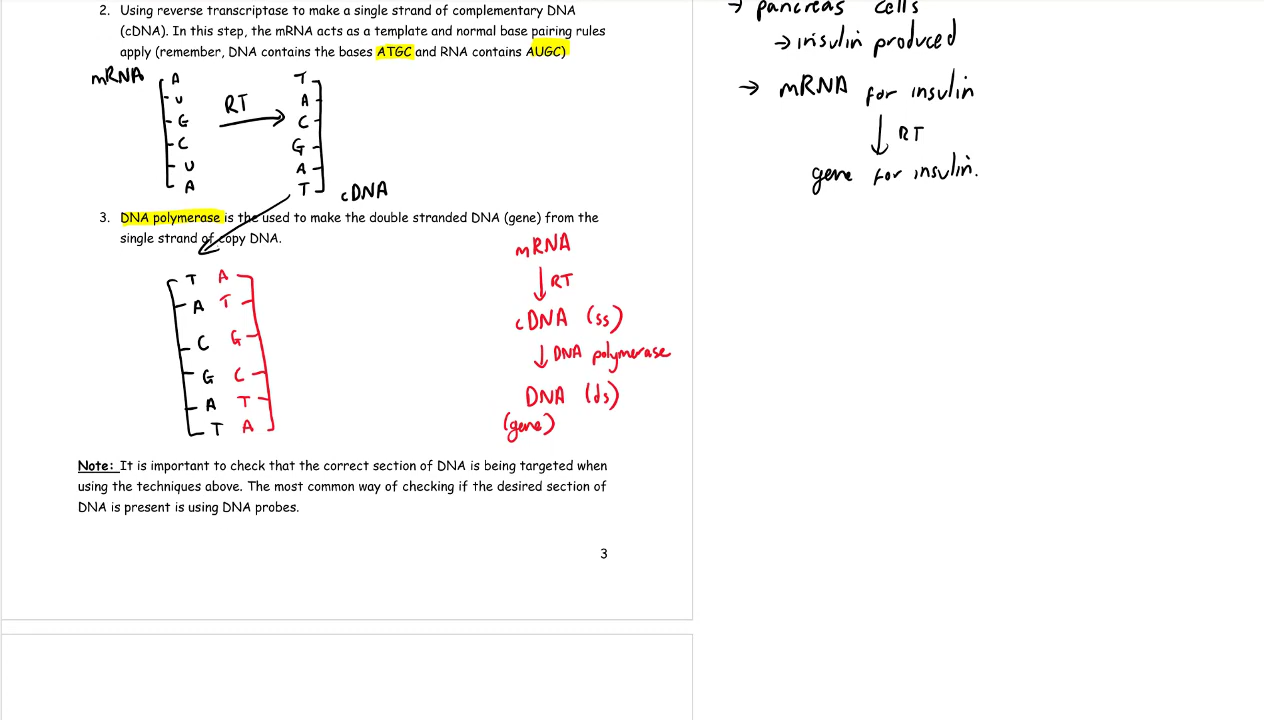 2. Using reverse transcriptase to make a single strand of complementary DNA
(cDNA). In this step, the mRNA acts as a template and normal base pairing rules
apply (remember, DNA contains the bases ATGC and RNA contains AUGC)
mRNA
A
U
G
C
U
A
RT
T
A
C
G
A
T
cDNA
3. DNA polymerase is the used to make the double stranded DNA (gene) from the
single strand of copy DNA.
T A
A T
C G
G C
A T
T A
mRNA
↓ RT
cDNA (ss)
↓ DNA polymerase
DNA (ds)
(gene)
Note: It is important to check that the correct section of DNA is being targeted when
using the techniques above. The most common way of checking if the desired section of
DNA is present is using DNA probes.
3
→ pancreas cells
→ insulin produced
→ mRNA for insulin
↓ RT
gene for insulin.